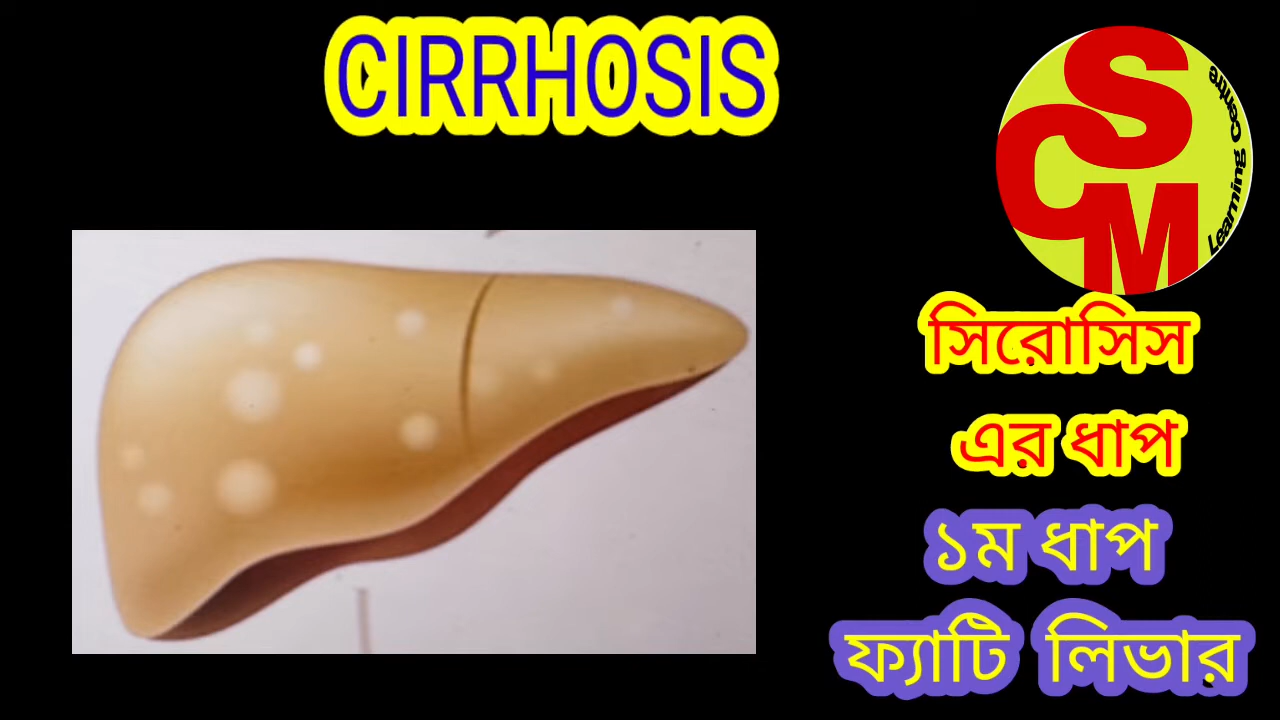 CIRRHOSIS
SCM
Learning Centre
সিরোসিস
এর ধাপ
১ম ধাপ
ফ্যাটি লিভার